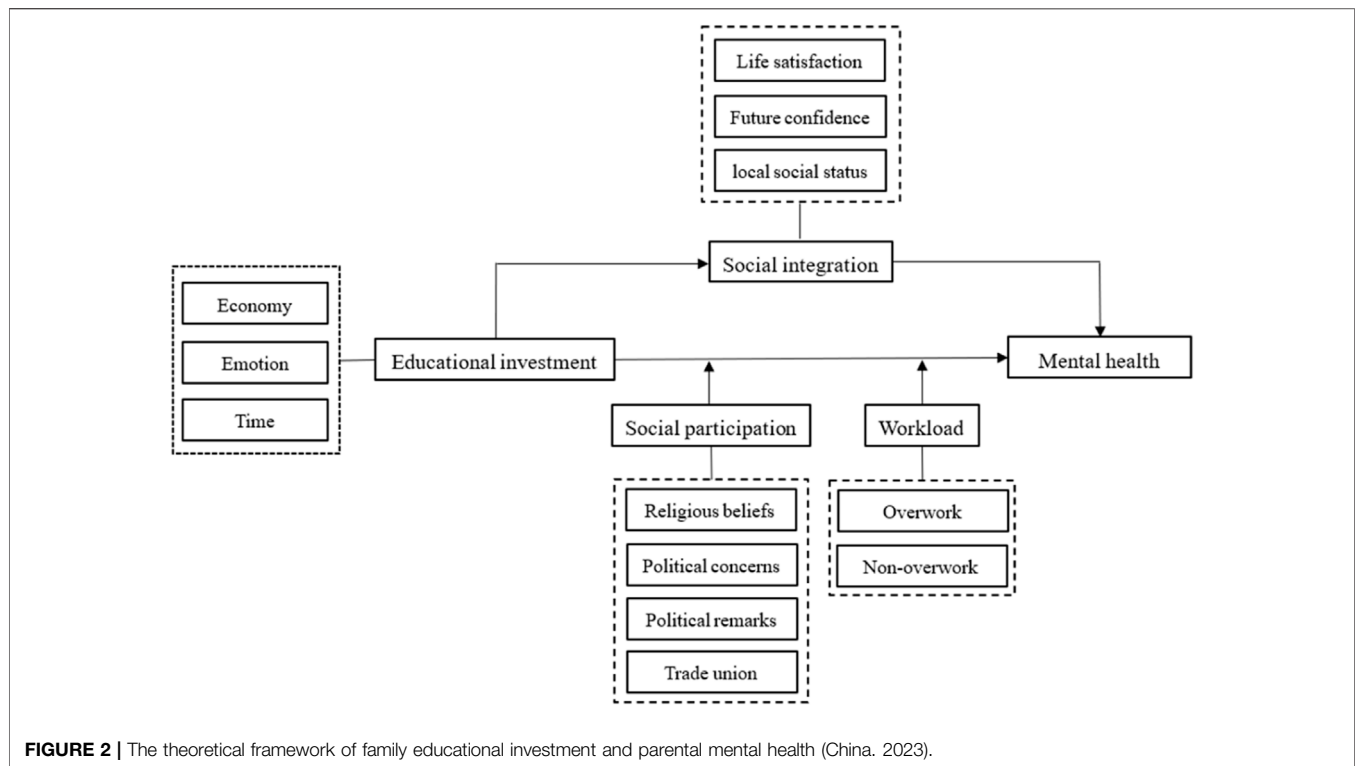 Life satisfaction
Future confidence
local social status
Social integration
Economy
Emotion
Time
Educational investment
Mental health
Social participation
Workload
Religious beliefs
Political concerns
Political remarks
Trade union
Overwork
Non-overwork
FIGURE 2 | The theoretical framework of family educational investment and parental mental health (China. 2023).